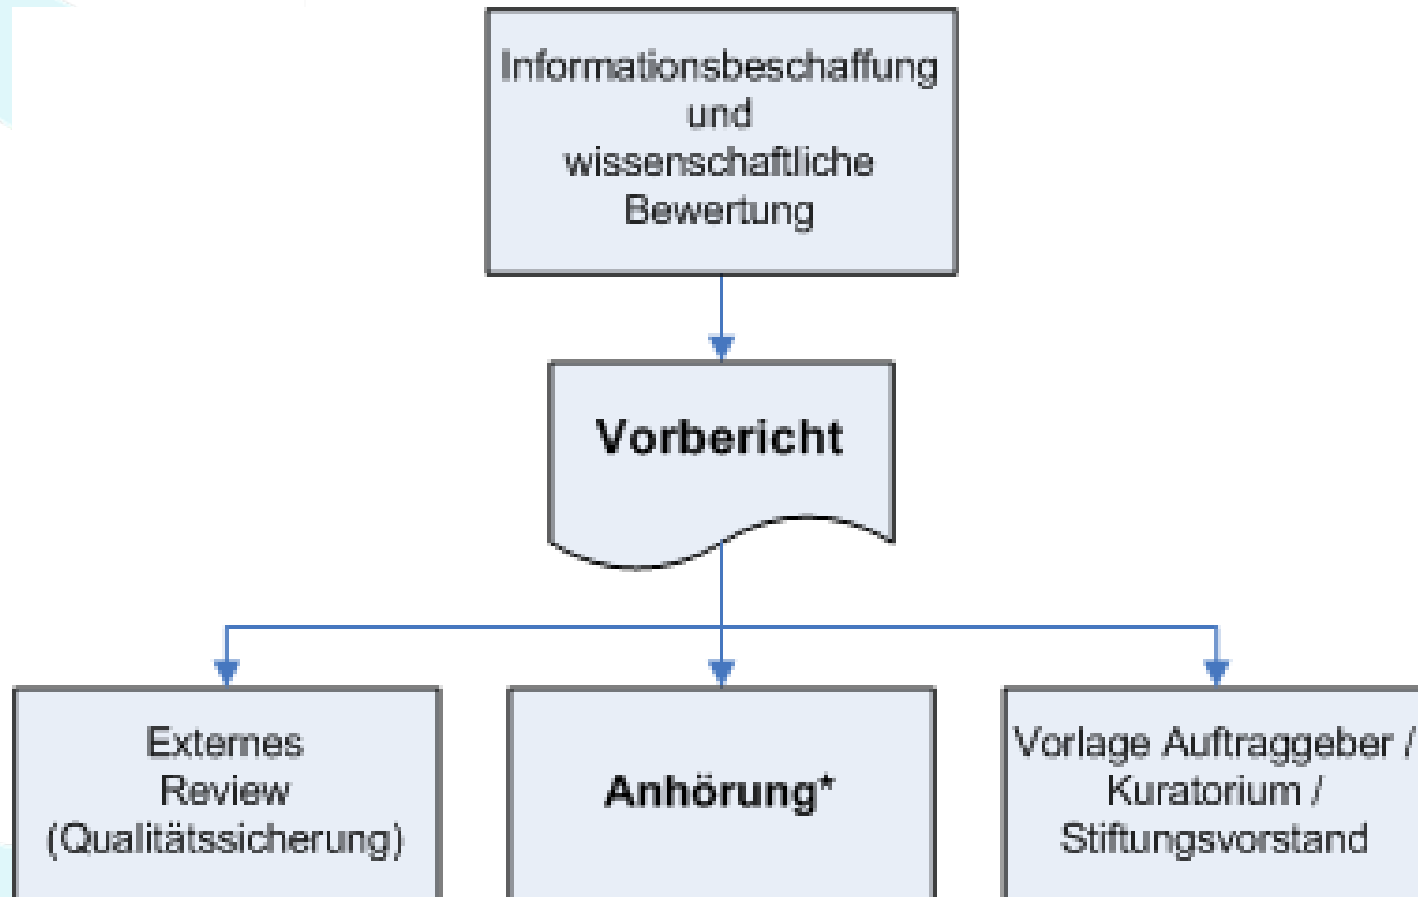 Informationsbeschaffung
und
wissenschaftliche
Bewertung
Vorbericht
Externes
Review
(Qualitätssicherung)
Anhörung*
Vorlage Auftraggeber /
Kuratorium /
Stiftungsvorstand